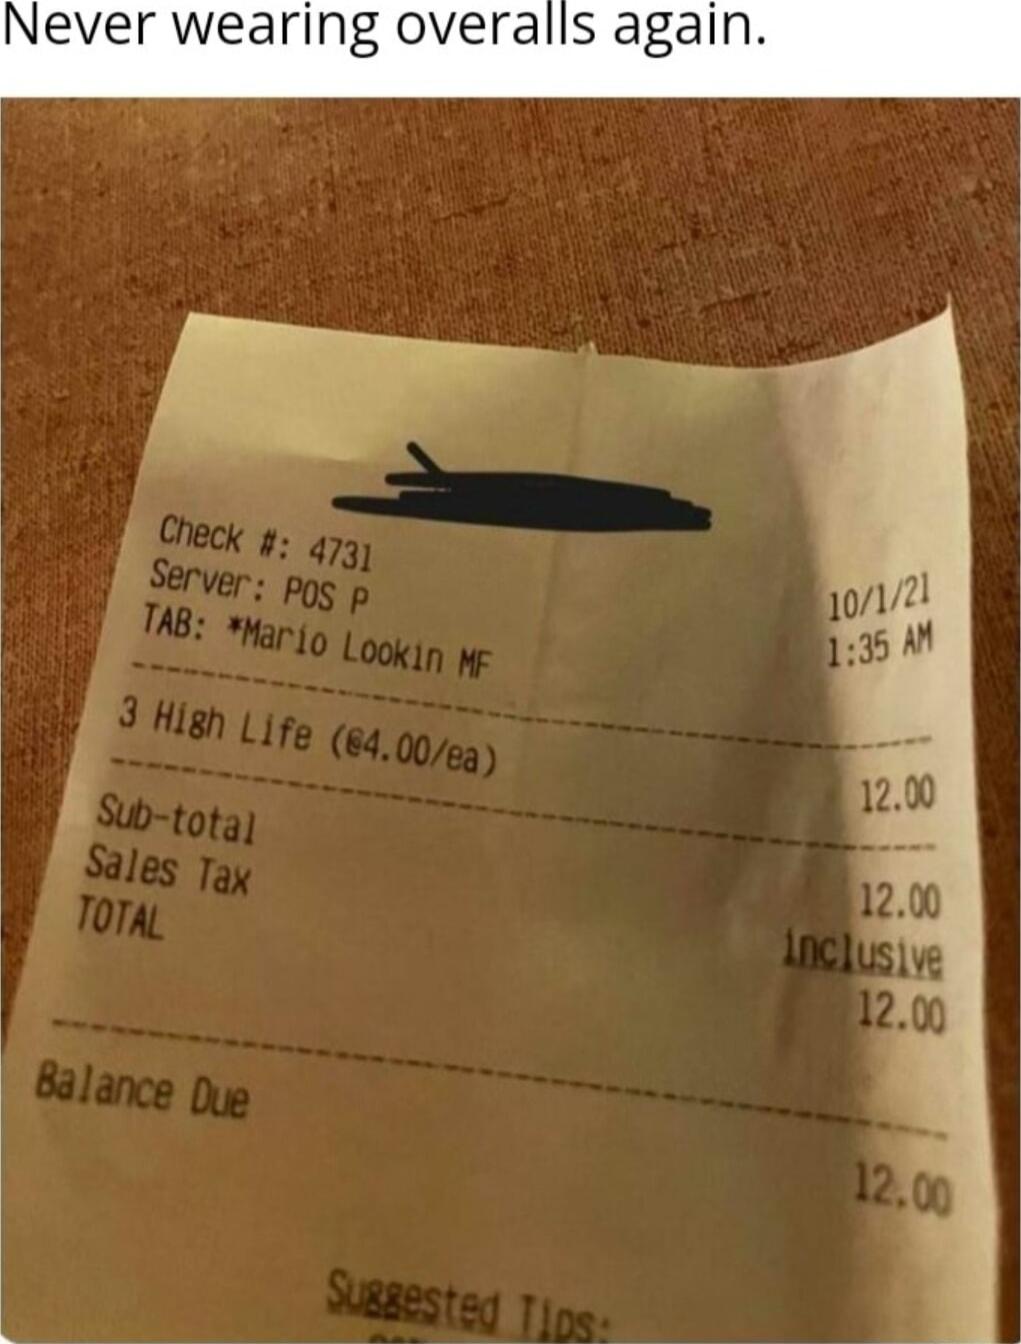 Never wearing overalls again.
Check #: 4731
Server: POS P 10/1/21
TAB: *Mario Lookin MF 1:35 AM
3 High Life (@4.00/ea) 12.00
Sub-total 12.00
Sales Tax inclusive
TOTAL 12.00
Balance Due 12.00
Suggested Tips: